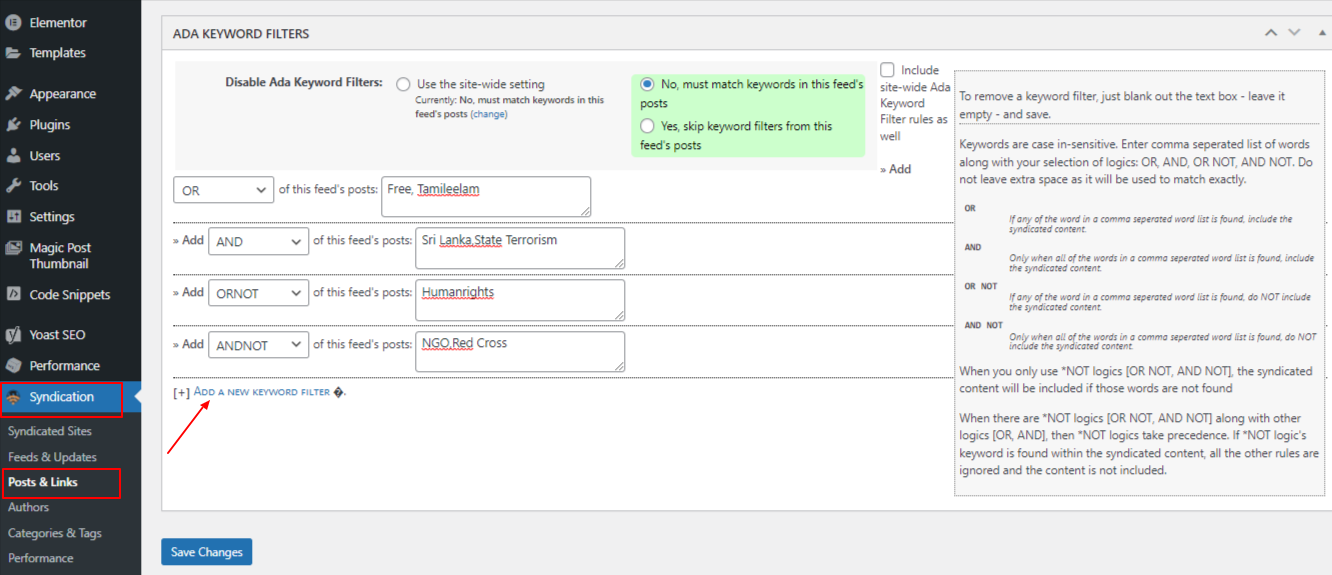 Elementor
Templates
Appearance
Plugins
Users
Tools
Settings
Magic Post
Thumbnail
Code Snippets
Yoast SEO
Performance
Syndication
Syndicated Sites
Feeds & Updates
Posts & Links
Authors
Categories & Tags
Performance
ADA KEYWORD FILTERS
Disable Ada Keyword Filters:
Use the site-wide setting
Currently: No, must match keywords in this
feed's posts (change)
No, must match keywords in this feed's
posts
Yes, skip keyword filters from this
feed's posts
Include
site-wide Ada
Keyword
Filter rules as
well
» Add
OR of this feed's posts: Free, Tamileelam
» Add AND of this feed's posts: Sri Lanka,State Terrorism
» Add ORNOT of this feed's posts: Humanrights
» Add ANDNOT of this feed's posts: NGO,Red Cross
[+] ADD A NEW KEYWORD FILTER �.
To remove a keyword filter, just blank out the text box - leave it
empty - and save.
Keywords are case in-sensitive. Enter comma seperated list of words
along with your selection of logics: OR, AND, OR NOT, AND NOT. Do
not leave extra space as it will be used to match exactly.
OR
If any of the word in a comma seperated word list is found, include the
syndicated content.
AND
Only when all of the words in a comma seperated word list is found, include
the syndicated content.
OR NOT
If any of the word in a comma seperated word list is found, do NOT include
the syndicated content.
AND NOT
Only when all of the words in a comma seperated word list is found, do NOT
include the syndicated content.
When you only use *NOT logics [OR NOT, AND NOT], the syndicated
content will be included if those words are not found
When there are *NOT logics [OR NOT, AND NOT] along with other
logics [OR, AND], then *NOT logics take precedence. If *NOT logic's
keyword is found within the syndicated content, all the other rules are
ignored and the content is not included.
Save Changes